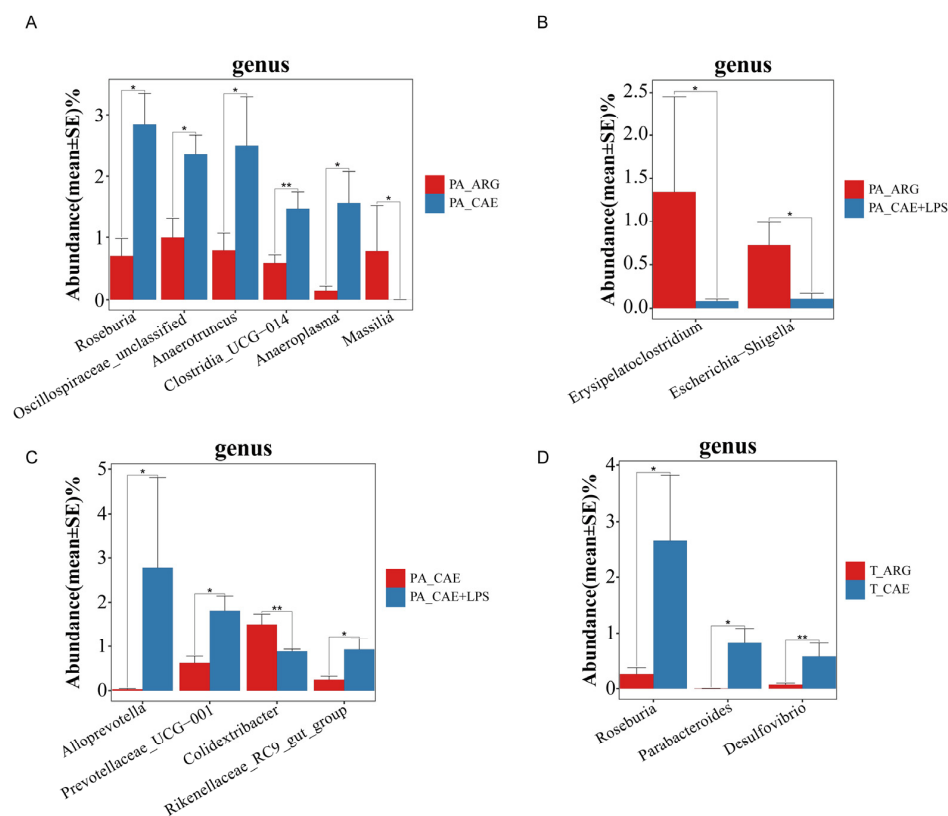 A
genus
Abundance(mean±SE)%
3
2
1
0
*
*
*
**
*
*
Roseburia
Oscillospiraceae_unclassified
Anaerotruncus
Clostridia_UCG−014
Anaeroplasma
Massilia
PA_ARG
PA_CAE
B
genus
Abundance(mean±SE)%
2.5
2.0
1.5
1.0
0.5
0.0
*
*
Erysipelatoclostridium
Escherichia−Shigella
PA_ARG
PA_CAE+LPS
C
genus
Abundance(mean±SE)%
5
4
3
2
1
0
*
*
**
*
Alloprevotella
Prevotellaceae_UCG−001
Colidextribacter
Rikenellaceae_RC9_gut_group
PA_CAE
PA_CAE+LPS
D
genus
Abundance(mean±SE)%
4
3
2
1
0
*
*
**
Roseburia
Parabacteroides
Desulfovibrio
T_ARG
T_CAE